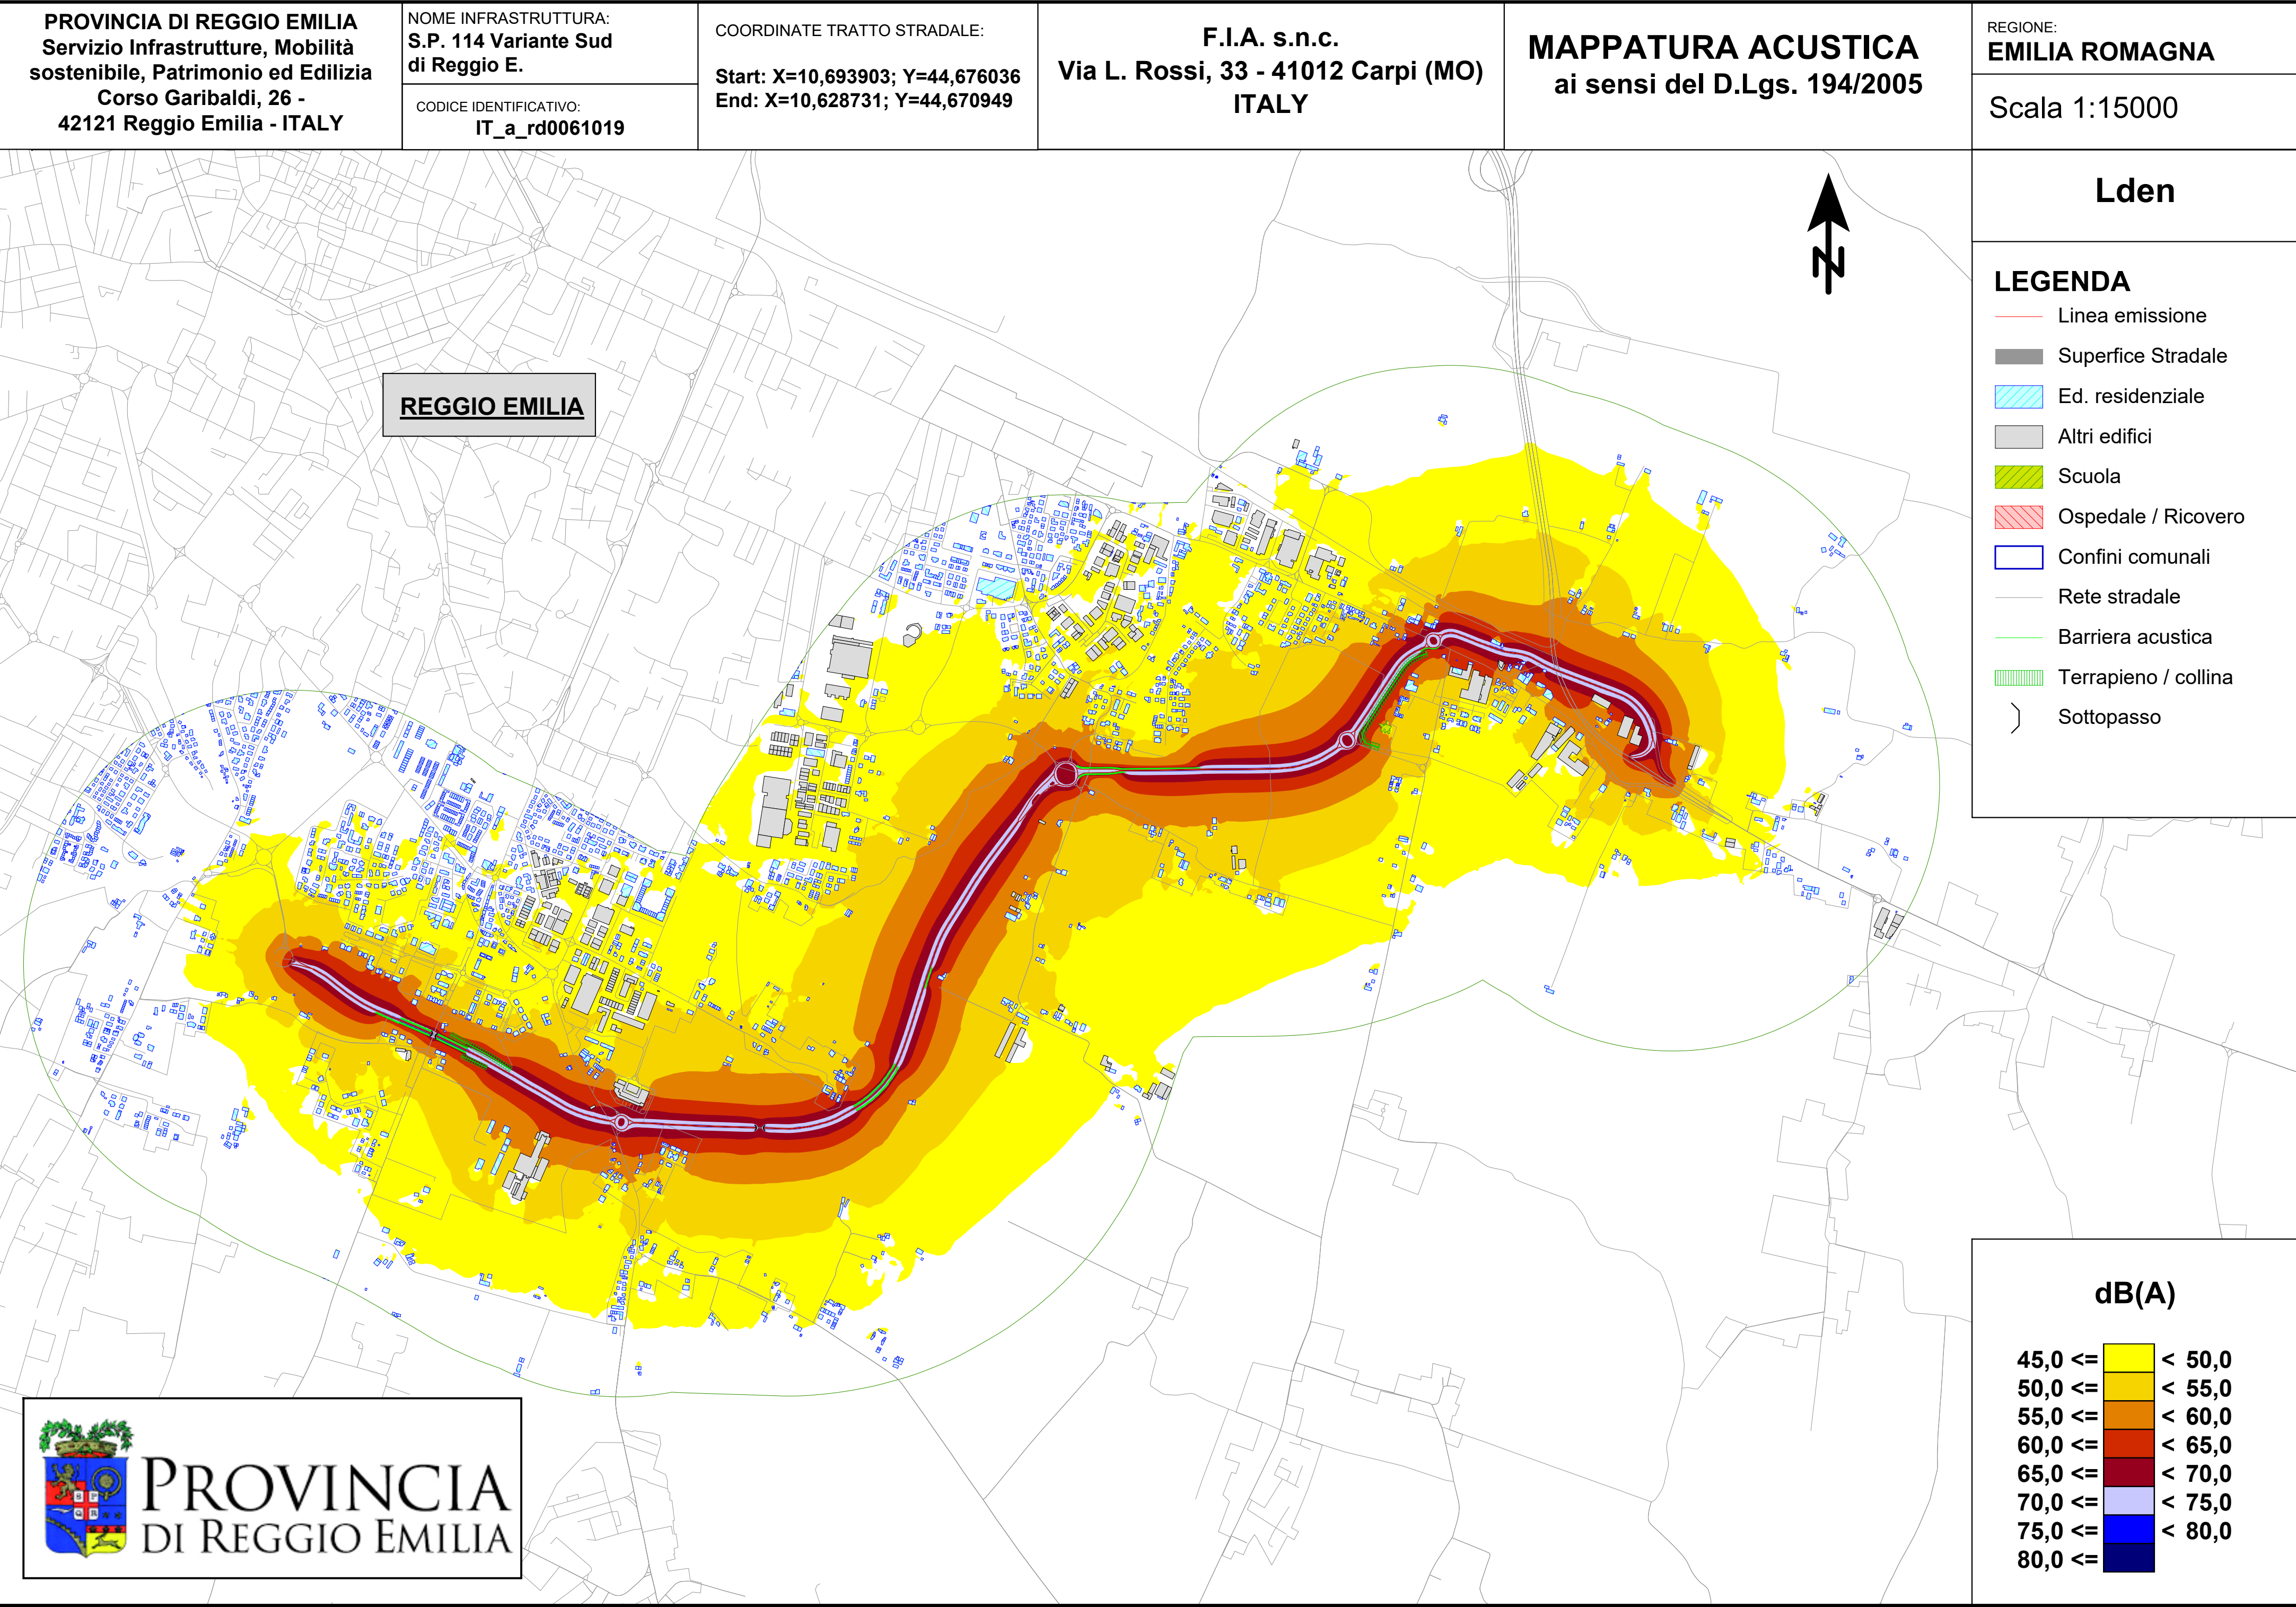 PROVINCIA DI REGGIO EMILIA
Servizio Infrastrutture, Mobilità
sostenibile, Patrimonio ed Edilizia
Corso Garibaldi, 26 -
42121 Reggio Emilia - ITALY
NOME INFRASTRUTTURA:
S.P. 114 Variante Sud
di Reggio E.
CODICE IDENTIFICATIVO:
IT_a_rd0061019
COORDINATE TRATTO STRADALE:
Start: X=10,693903; Y=44,676036
End: X=10,628731; Y=44,670949
F.I.A. s.n.c.
Via L. Rossi, 33 - 41012 Carpi (MO)
ITALY
MAPPATURA ACUSTICA
ai sensi del D.Lgs. 194/2005
REGIONE:
EMILIA ROMAGNA
Scala 1:15000
Lden
LEGENDA
Linea emissione
Superfice Stradale
Ed. residenziale
Altri edifici
Scuola
Ospedale / Ricovero
Confini comunali
Rete stradale
Barriera acustica
Terrapieno / collina
Sottopasso
N
REGGIO EMILIA
dB(A)
45,0 <= < 50,0
50,0 <= < 55,0
55,0 <= < 60,0
60,0 <= < 65,0
65,0 <= < 70,0
70,0 <= < 75,0
75,0 <= < 80,0
80,0 <=
S P
Q R
PROVINCIA
DI REGGIO EMILIA